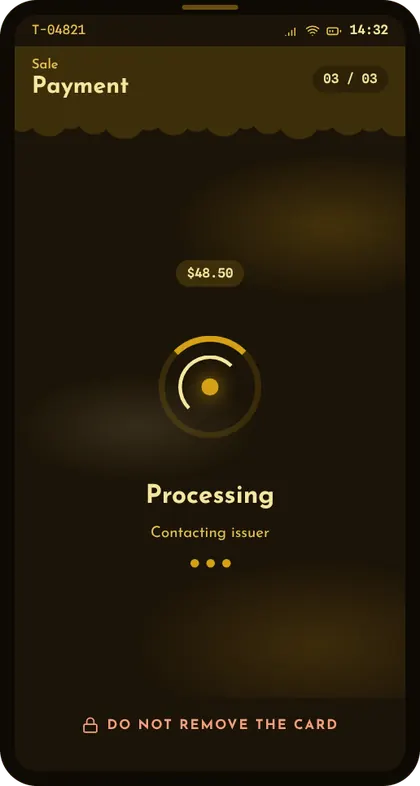 T-04821 14:32
Sale
Payment
03 / 03
$48.50
Processing
Contacting issuer
DO NOT REMOVE THE CARD